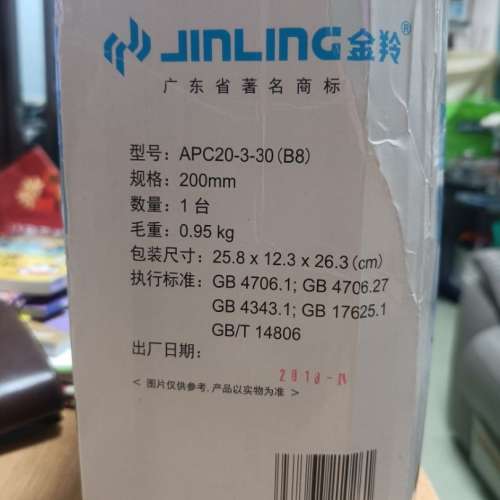 JINLING金羚®
广东省著名商标
型号：APC20-3-30(B8)
规格：200mm
数量：1 台
毛重：0.95 kg
包装尺寸：25.8 x 12.3 x 26.3(cm)
执行标准：GB 4706.1; GB 4706.27
GB 4343.1; GB 17625.1
GB/T 14806
出厂日期：
< 图片仅供参考,产品以实物为准 >